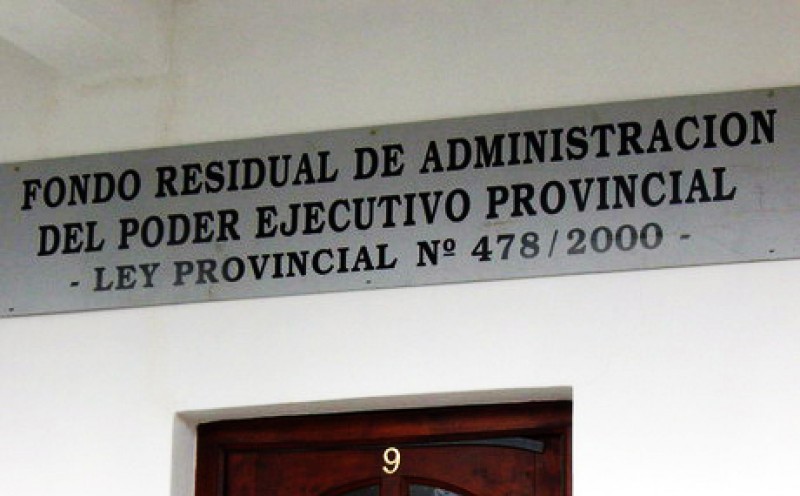 FONDO RESIDUAL DE ADMINISTRACION
DEL PODER EJECUTIVO PROVINCIAL
- LEY PROVINCIAL Nº 478/2000 -
9